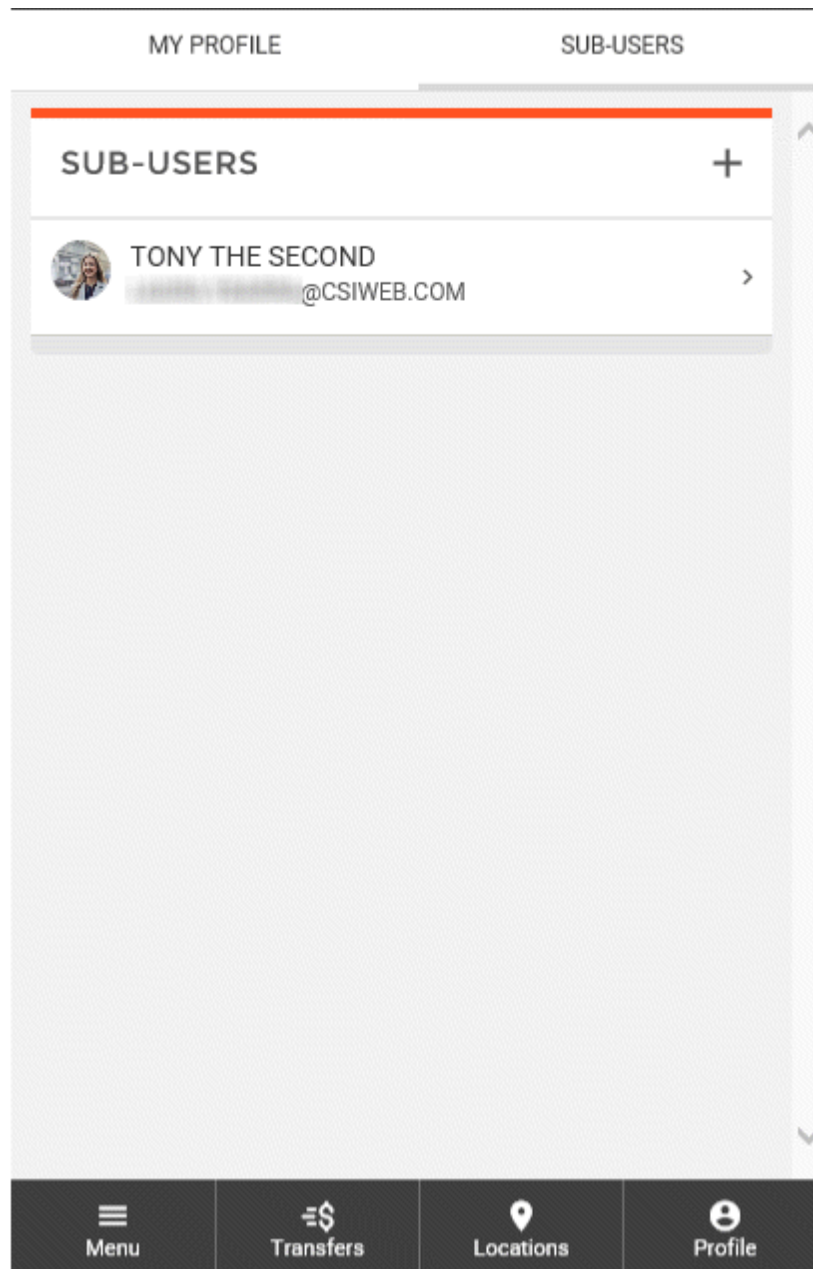 MY PROFILE SUB-USERS
SUB-USERS
TONY THE SECOND
@CSIWEB.COM
Menu Transfers Locations Profile